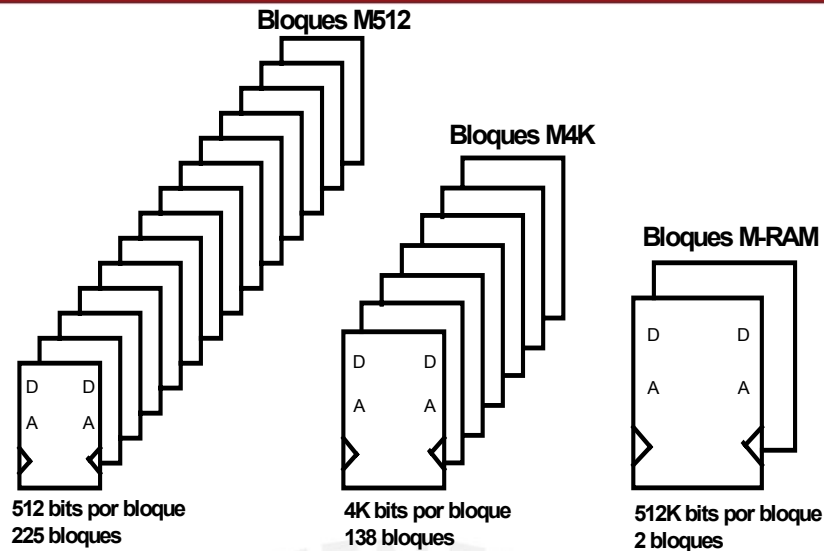 Bloques M512
Bloques M4K
Bloques M-RAM
D D
A A
512 bits por bloque
225 bloques
D D
A A
4K bits por bloque
138 bloques
D D
A A
512K bits por bloque
2 bloques